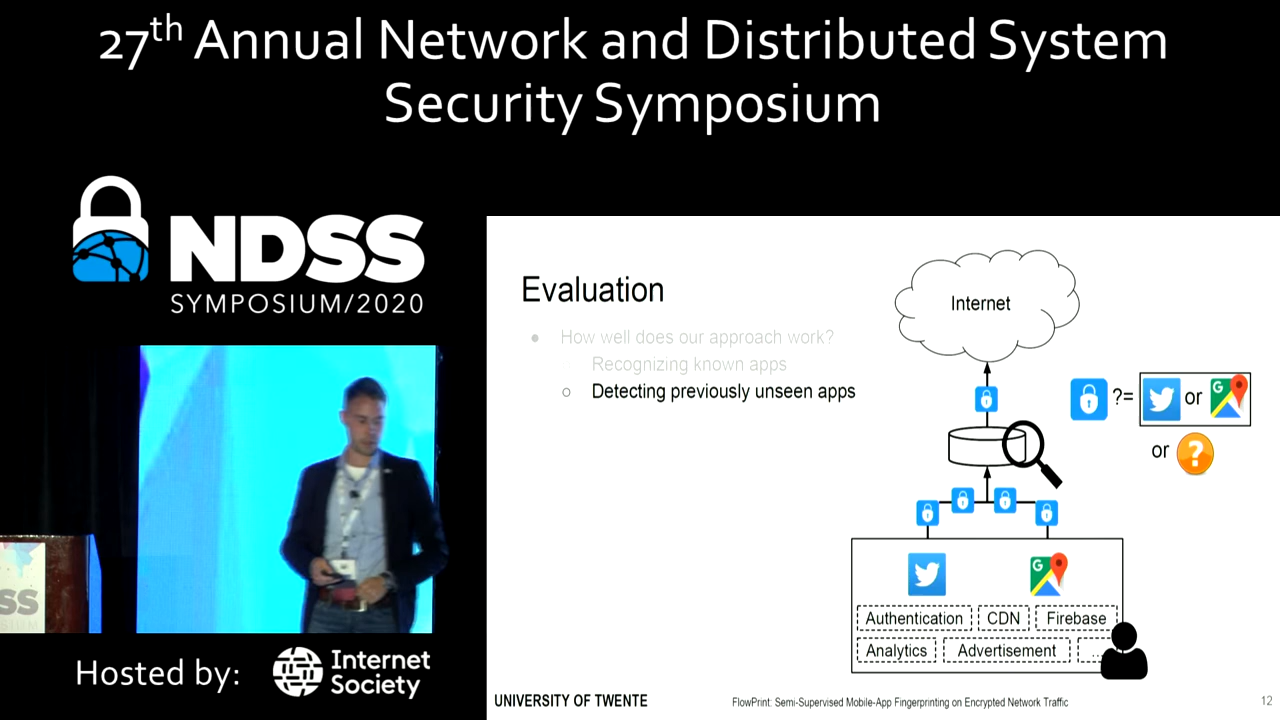 27th Annual Network and Distributed System
Security Symposium
NDSS
SYMPOSIUM/2020
Evaluation
How well does our approach work?
Recognizing known apps
Detecting previously unseen apps
Internet
?=
or
G
or
?
G
Authentication
CDN
Firebase
Analytics
Advertisement
...
SS
Hosted by:
Internet
Society
UNIVERSITY OF TWENTE
FlowPrint: Semi-Supervised Mobile-App Fingerprinting on Encrypted Network Traffic
12